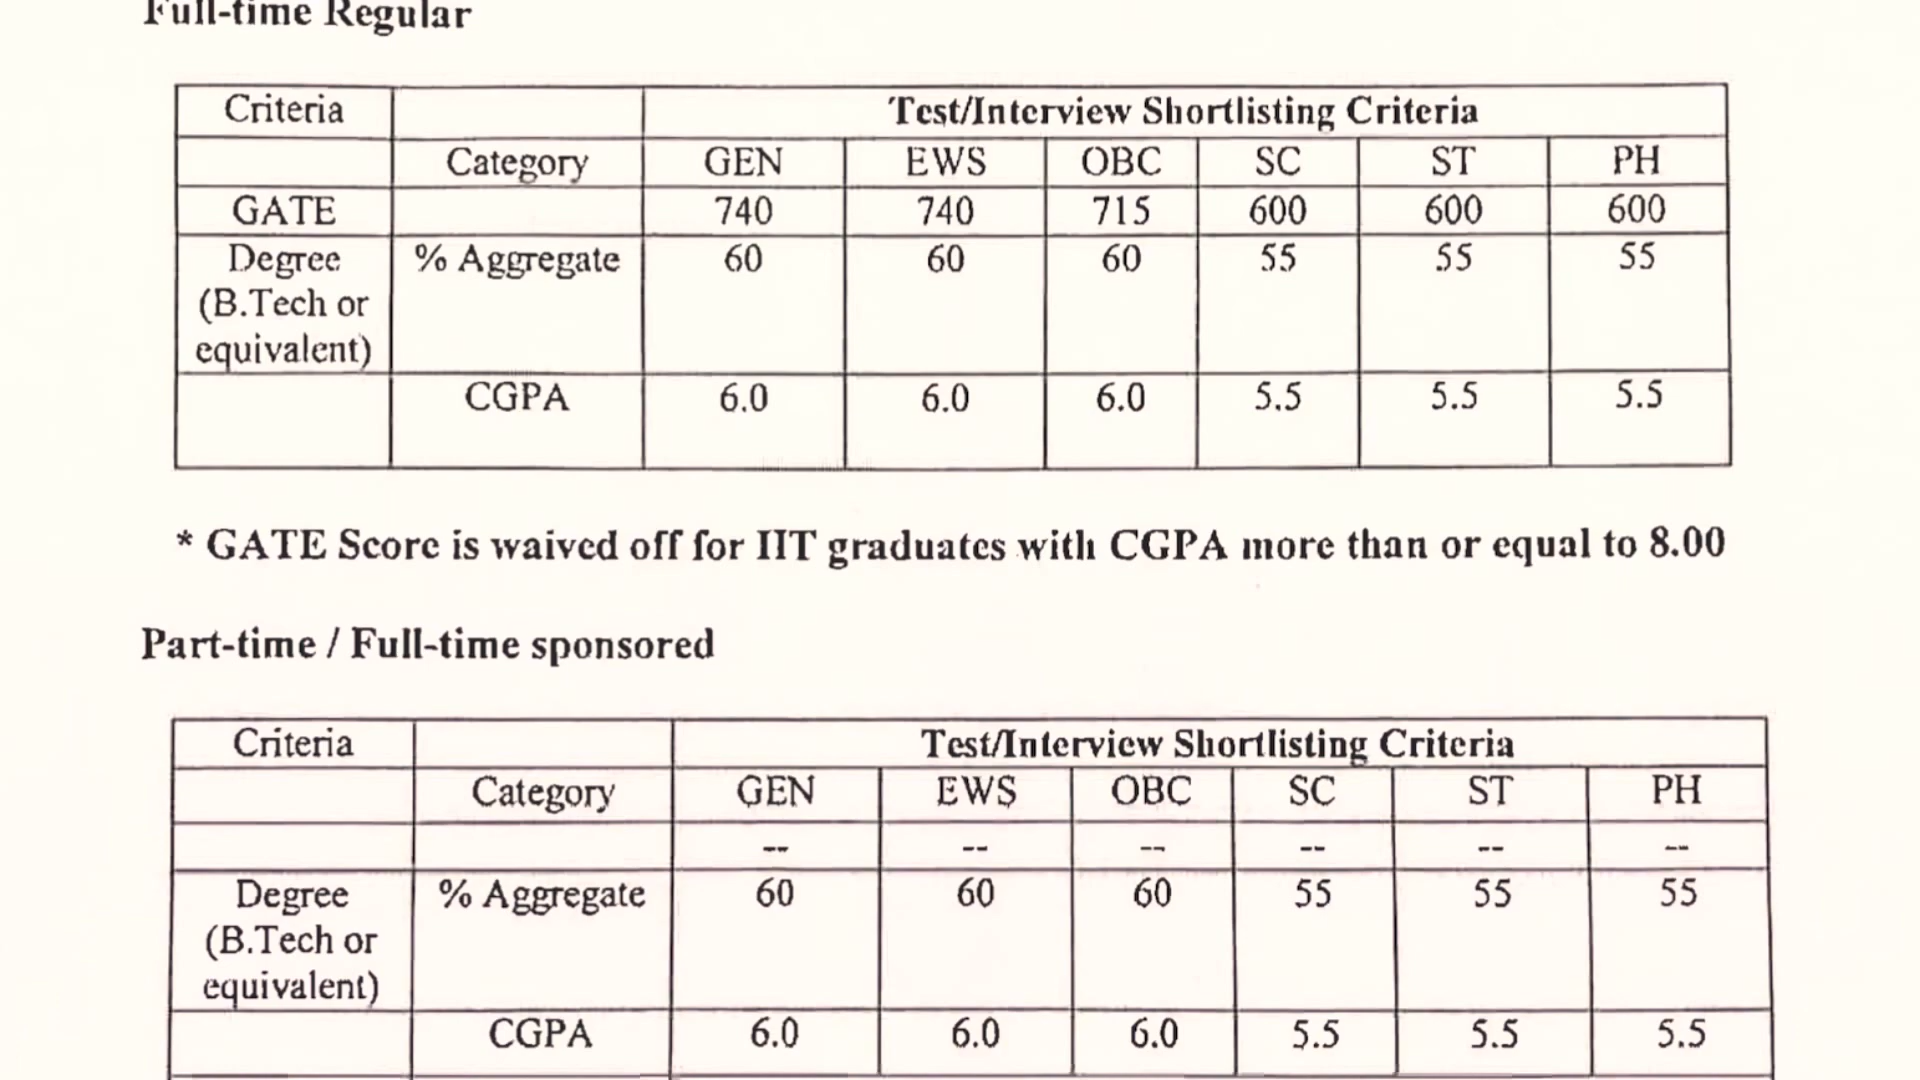 Full-time Regular
Criteria Test/Interview Shortlisting Criteria
Category GEN EWS OBC SC ST PH
GATE 740 740 715 600 600 600
Degree % Aggregate 60 60 60 55 55 55
(B.Tech or
equivalent)
CGPA 6.0 6.0 6.0 5.5 5.5 5.5
* GATE Score is waived off for IIT graduates with CGPA more than or equal to 8.00
Part-time / Full-time sponsored
Criteria Test/Interview Shortlisting Criteria
Category GEN EWS OBC SC ST PH
-- -- -- -- -- --
Degree % Aggregate 60 60 60 55 55 55
(B.Tech or
equivalent)
CGPA 6.0 6.0 6.0 5.5 5.5 5.5